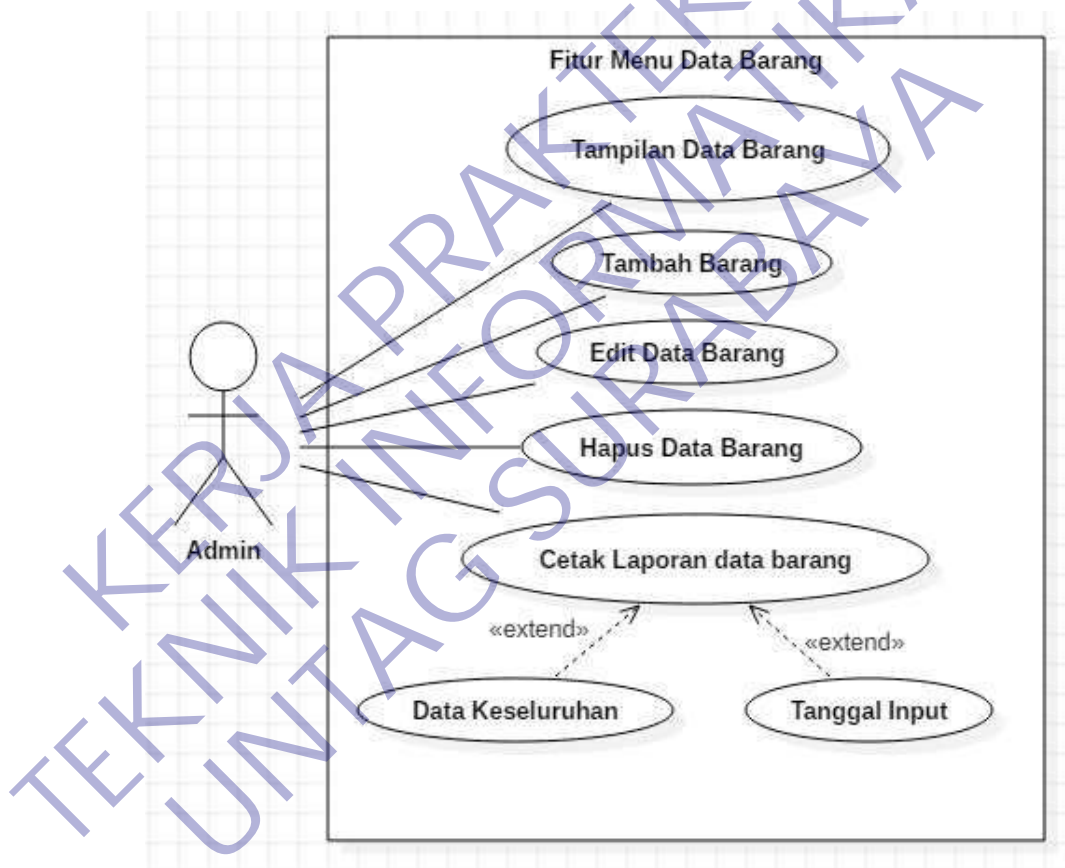 Fitur Menu Data Barang
Tampilan Data Barang
Tambah Barang
Edit Data Barang
Hapus Data Barang
Admin
Cetak Laporan data barang
«extend»
«extend»
Data Keseluruhan
Tanggal Input
KERJA PRAKTEK
TEKNIK INFORMATIKA
UNTAG SURABAYA